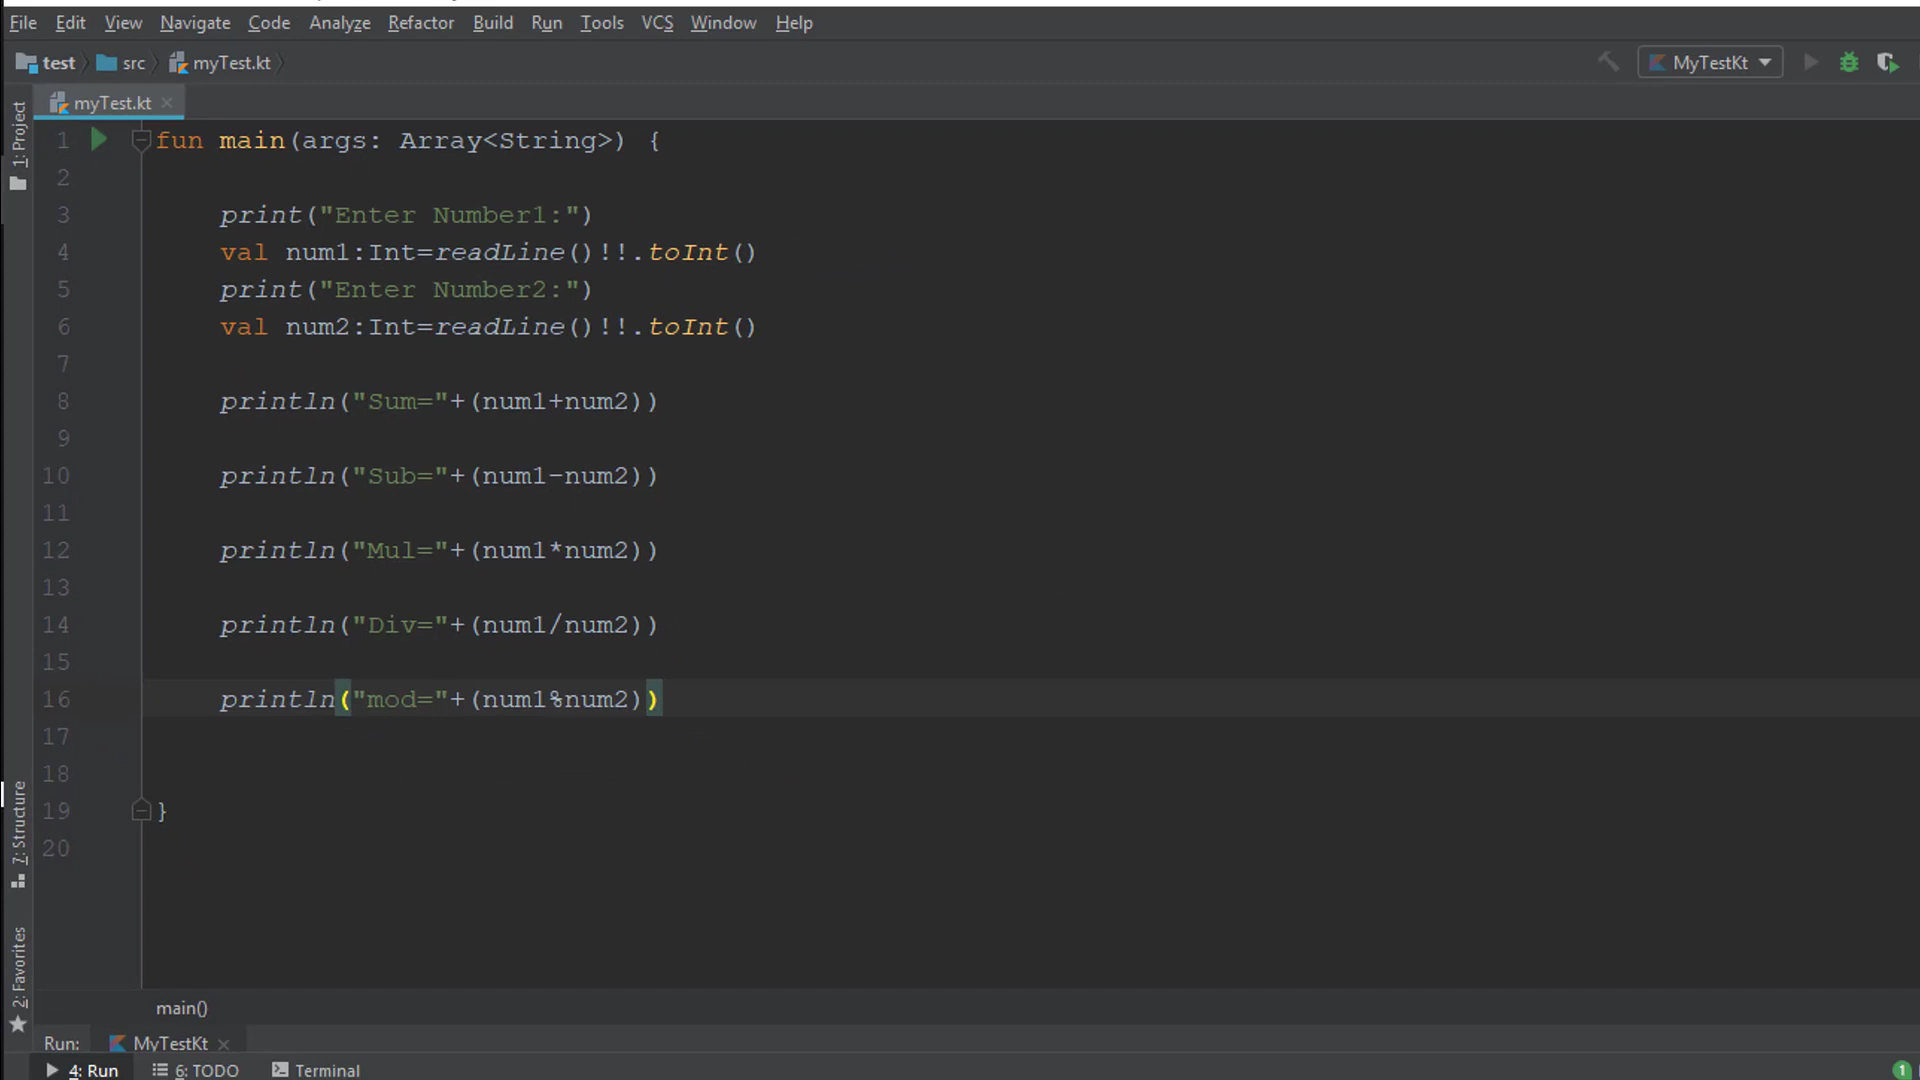 File Edit View Navigate Code Analyze Refactor Build Run Tools VCS Window Help
test src myTest.kt MyTestKt
myTest.kt
1: Project
1 fun main(args: Array<String>) {
2
3 print("Enter Number1:")
4 val num1:Int=readLine()!!.toInt()
5 print("Enter Number2:")
6 val num2:Int=readLine()!!.toInt()
7
8 println("Sum="+(num1+num2))
9
10 println("Sub="+(num1-num2))
11
12 println("Mul="+(num1*num2))
13
14 println("Div="+(num1/num2))
15
16 println("mod="+(num1%num2))
17
18
19 }
20
7: Structure
2: Favorites
main()
Run: MyTestKt
4: Run 6: TODO Terminal 1